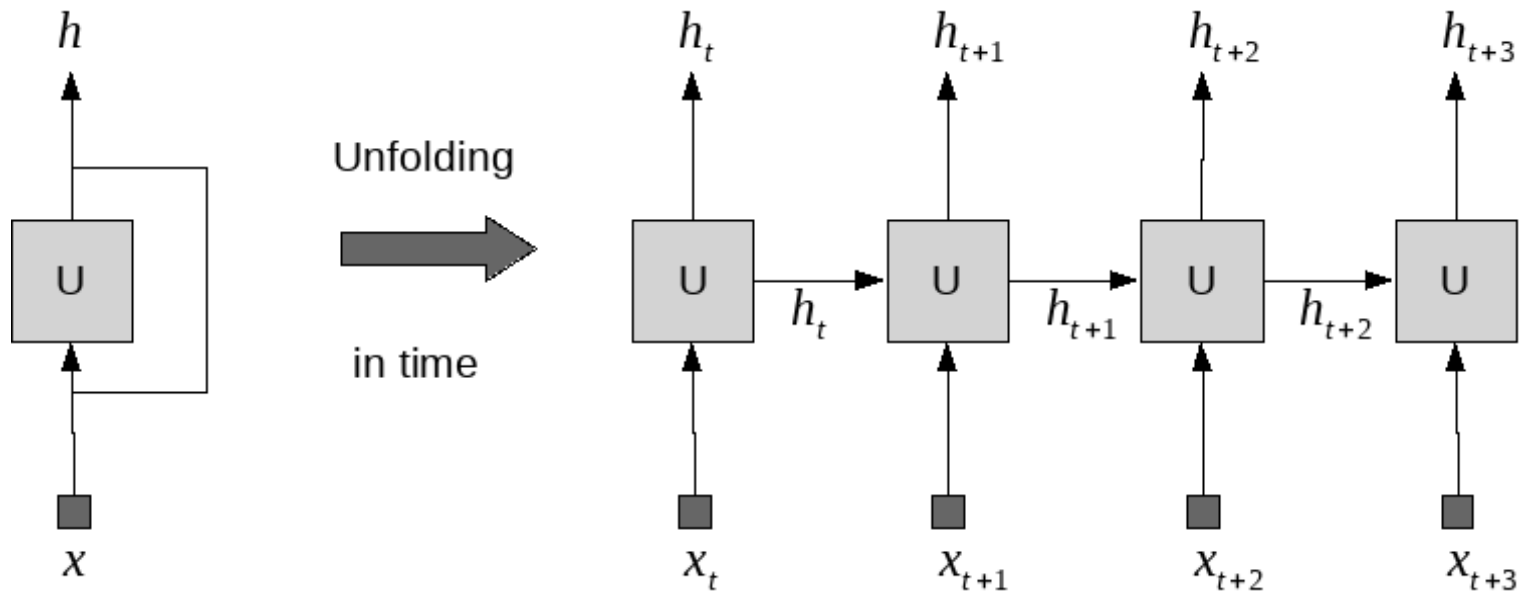 h
U
x
Unfolding
in time
h_t h_{t+1} h_{t+2} h_{t+3}
U U U U
h_t h_{t+1} h_{t+2}
x_t x_{t+1} x_{t+2} x_{t+3}